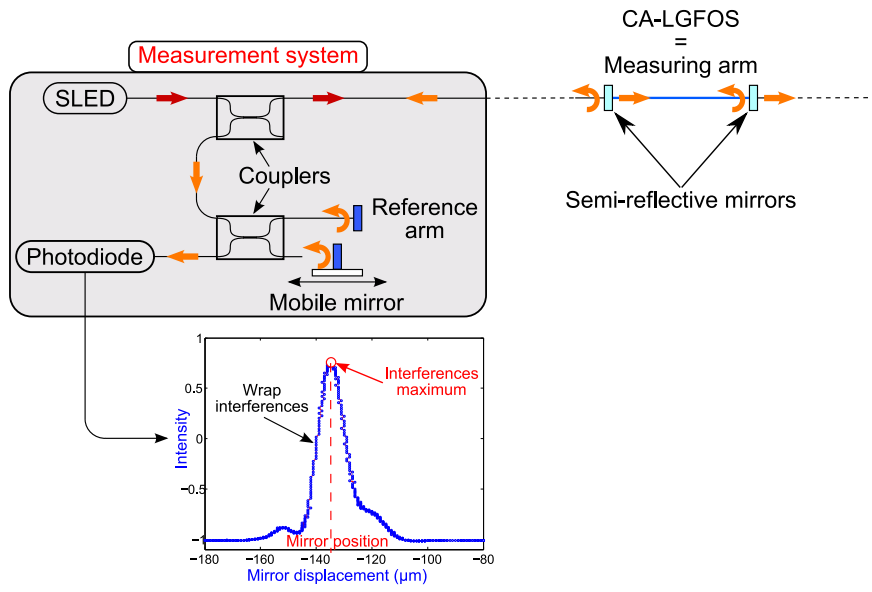 CA-LGFOS
=
Measuring arm
Measurement system
SLED
Couplers
Semi-reflective mirrors
Reference
arm
Photodiode
Mobile mirror
1
0.5
0
−0.5
−1
Intensity
Wrap
interferences
Interferences
maximum
Mirror position
−180
−160
−140
−120
−100
−80
Mirror displacement (μm)